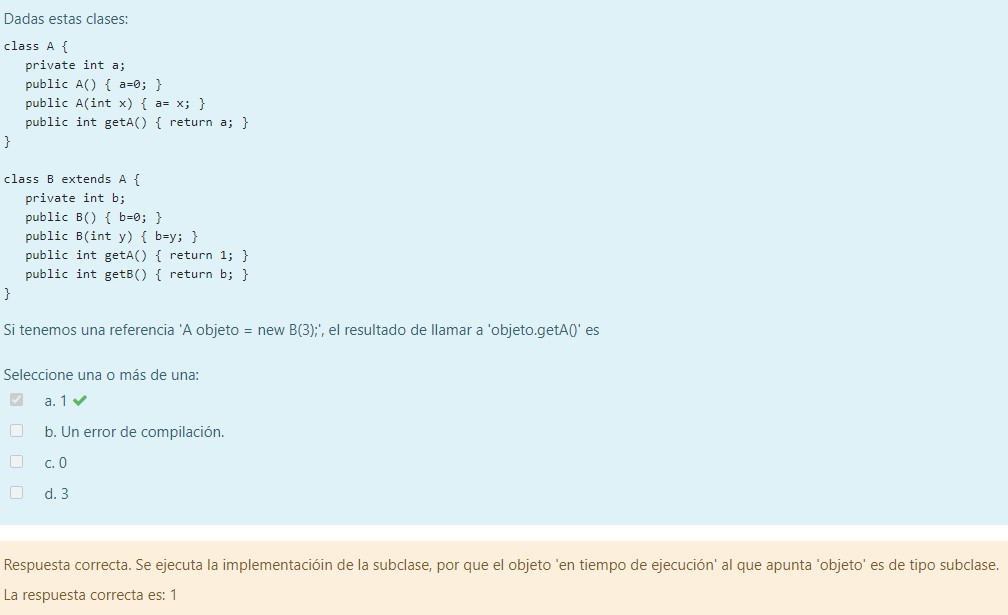 Dadas estas clases:
class A {
   private int a;
   public A() { a=0; }
   public A(int x) { a= x; }
   public int getA() { return a; }
}
class B extends A {
   private int b;
   public B() { b=0; }
   public B(int y) { b=y; }
   public int getA() { return 1; }
   public int getB() { return b; }
}
Si tenemos una referencia 'A objeto = new B(3);', el resultado de llamar a 'objeto.getA()' es
Seleccione una o más de una:
a. 1
b. Un error de compilación.
c. 0
d. 3
Respuesta correcta. Se ejecuta la implementacióin de la subclase, por que el objeto 'en tiempo de ejecución' al que apunta 'objeto' es de tipo subclase.
La respuesta correcta es: 1